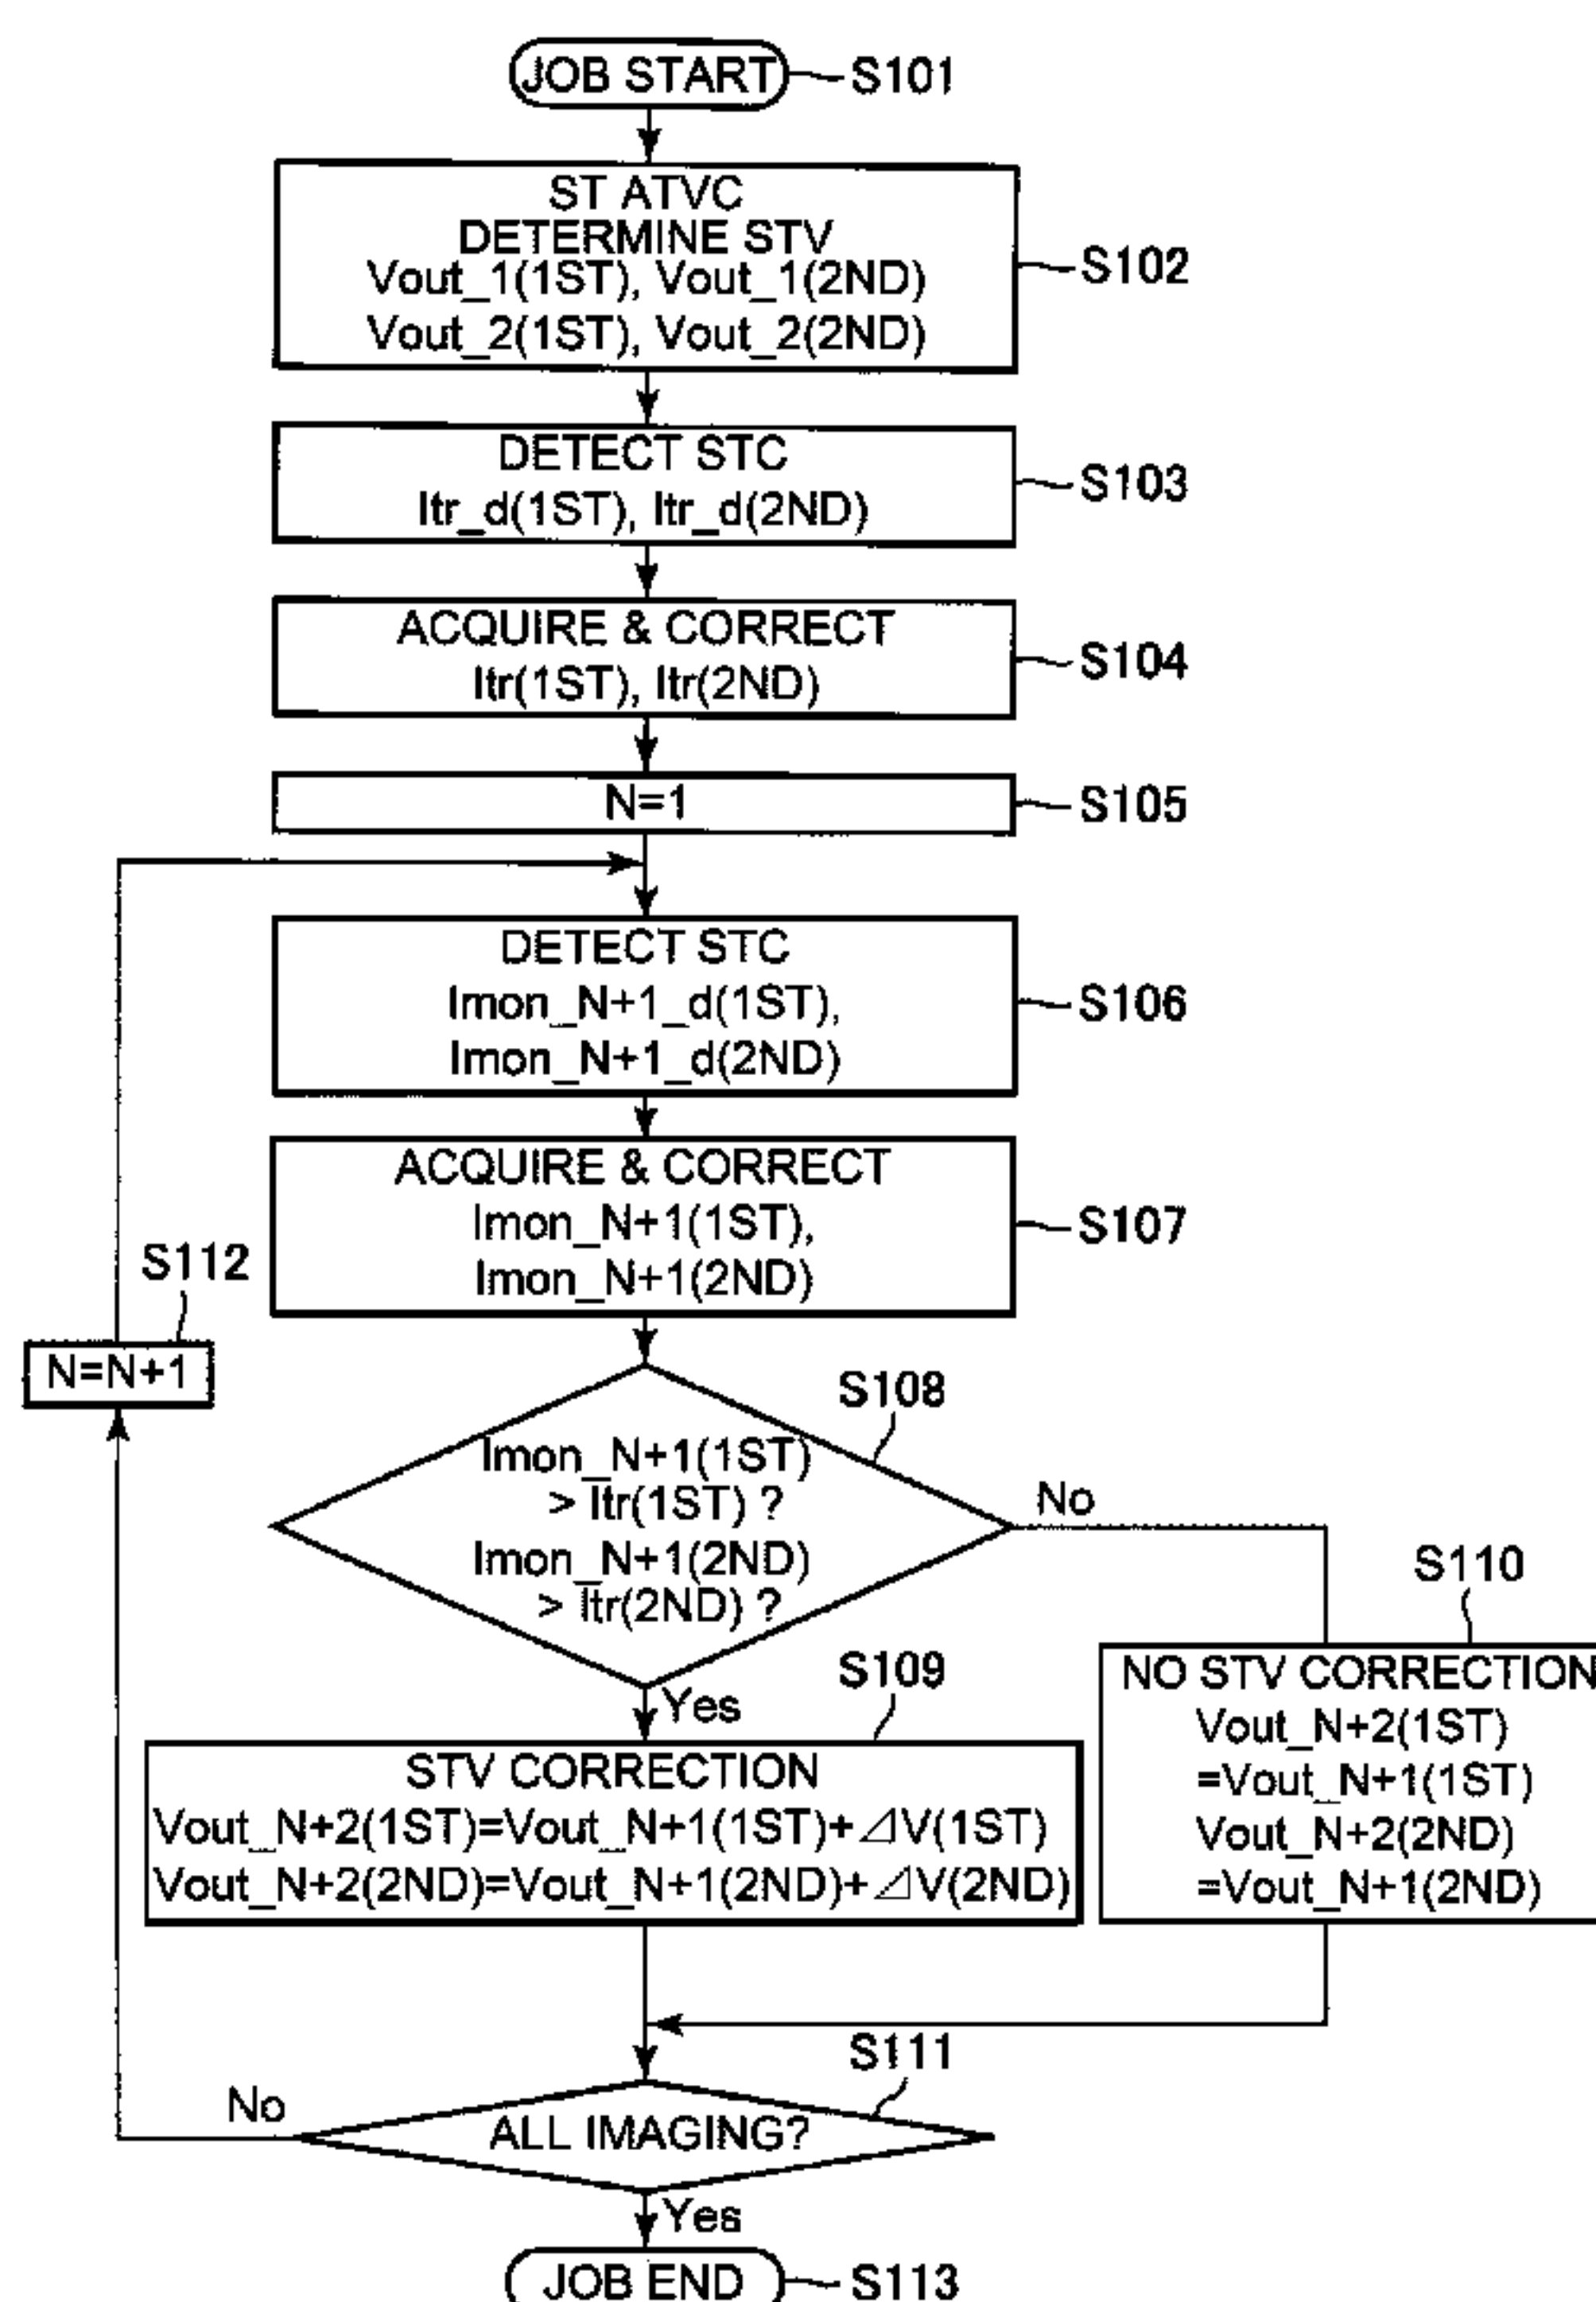 JOB START
S101
ST ATVC
DETERMINE STV
Vout_1(1ST), Vout_1(2ND)
Vout_2(1ST), Vout_2(2ND)
S102
DETECT STC
Itr_d(1ST), Itr_d(2ND)
S103
ACQUIRE & CORRECT
Itr(1ST), Itr(2ND)
S104
N=1
S105
DETECT STC
Imon_N+1_d(1ST),
Imon_N+1_d(2ND)
S106
ACQUIRE & CORRECT
Imon_N+1(1ST),
Imon_N+1(2ND)
S107
S112
N=N+1
S108
Imon_N+1(1ST)
> Itr(1ST) ?
Imon_N+1(2ND)
> Itr(2ND) ?
No
S110
NO STV CORRECTION
Vout_N+2(1ST)
=Vout_N+1(1ST)
Vout_N+2(2ND)
=Vout_N+1(2ND)
Yes
S109
STV CORRECTION
Vout_N+2(1ST)=Vout_N+1(1ST)+⊿V(1ST)
Vout_N+2(2ND)=Vout_N+1(2ND)+⊿V(2ND)
S111
No
ALL IMAGING?
Yes
JOB END
S113